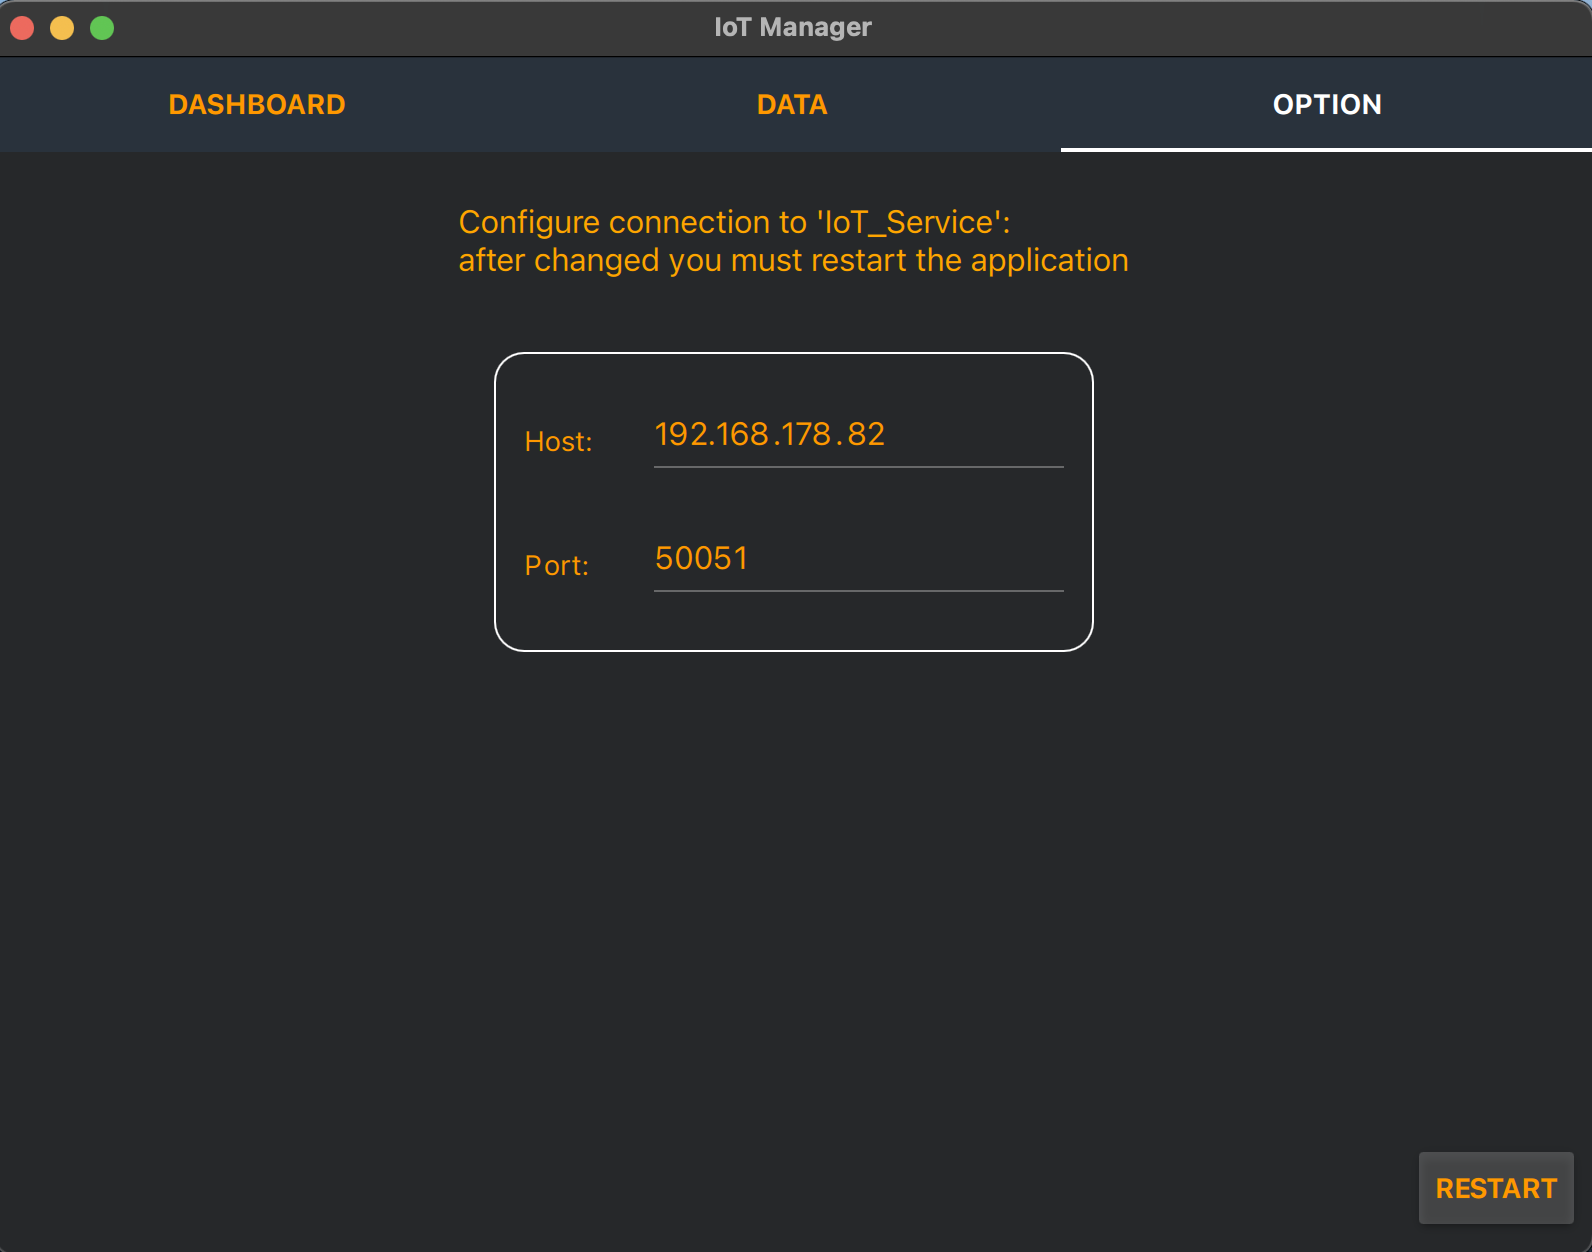 IoT Manager
DASHBOARD DATA OPTION
Configure connection to 'IoT_Service':
after changed you must restart the application
Host: 192.168.178.82
Port: 50051
RESTART